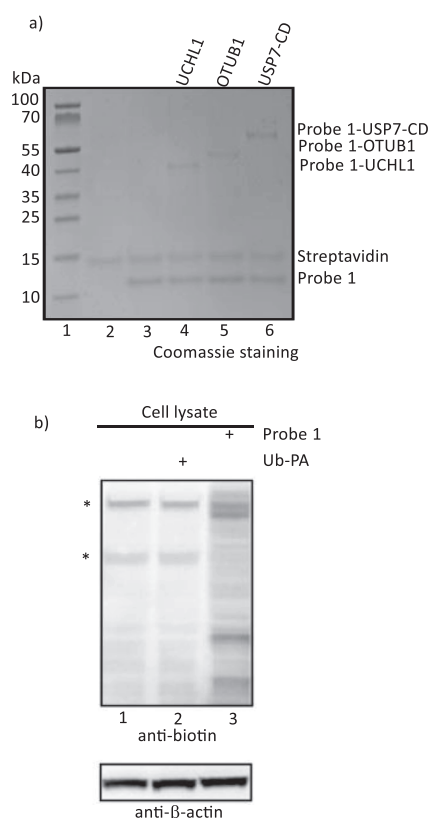 a)
UCHL1
OTUB1
USP7-CD
kDa
100
70
55
40
35
25
15
10
Probe 1-USP7-CD
Probe 1-OTUB1
Probe 1-UCHL1
Streptavidin
Probe 1
1 2 3 4 5 6
Coomassie staining
b)
Cell lysate
+ Probe 1
+ Ub-PA
*
*
1 2 3
anti-biotin
anti-ß-actin